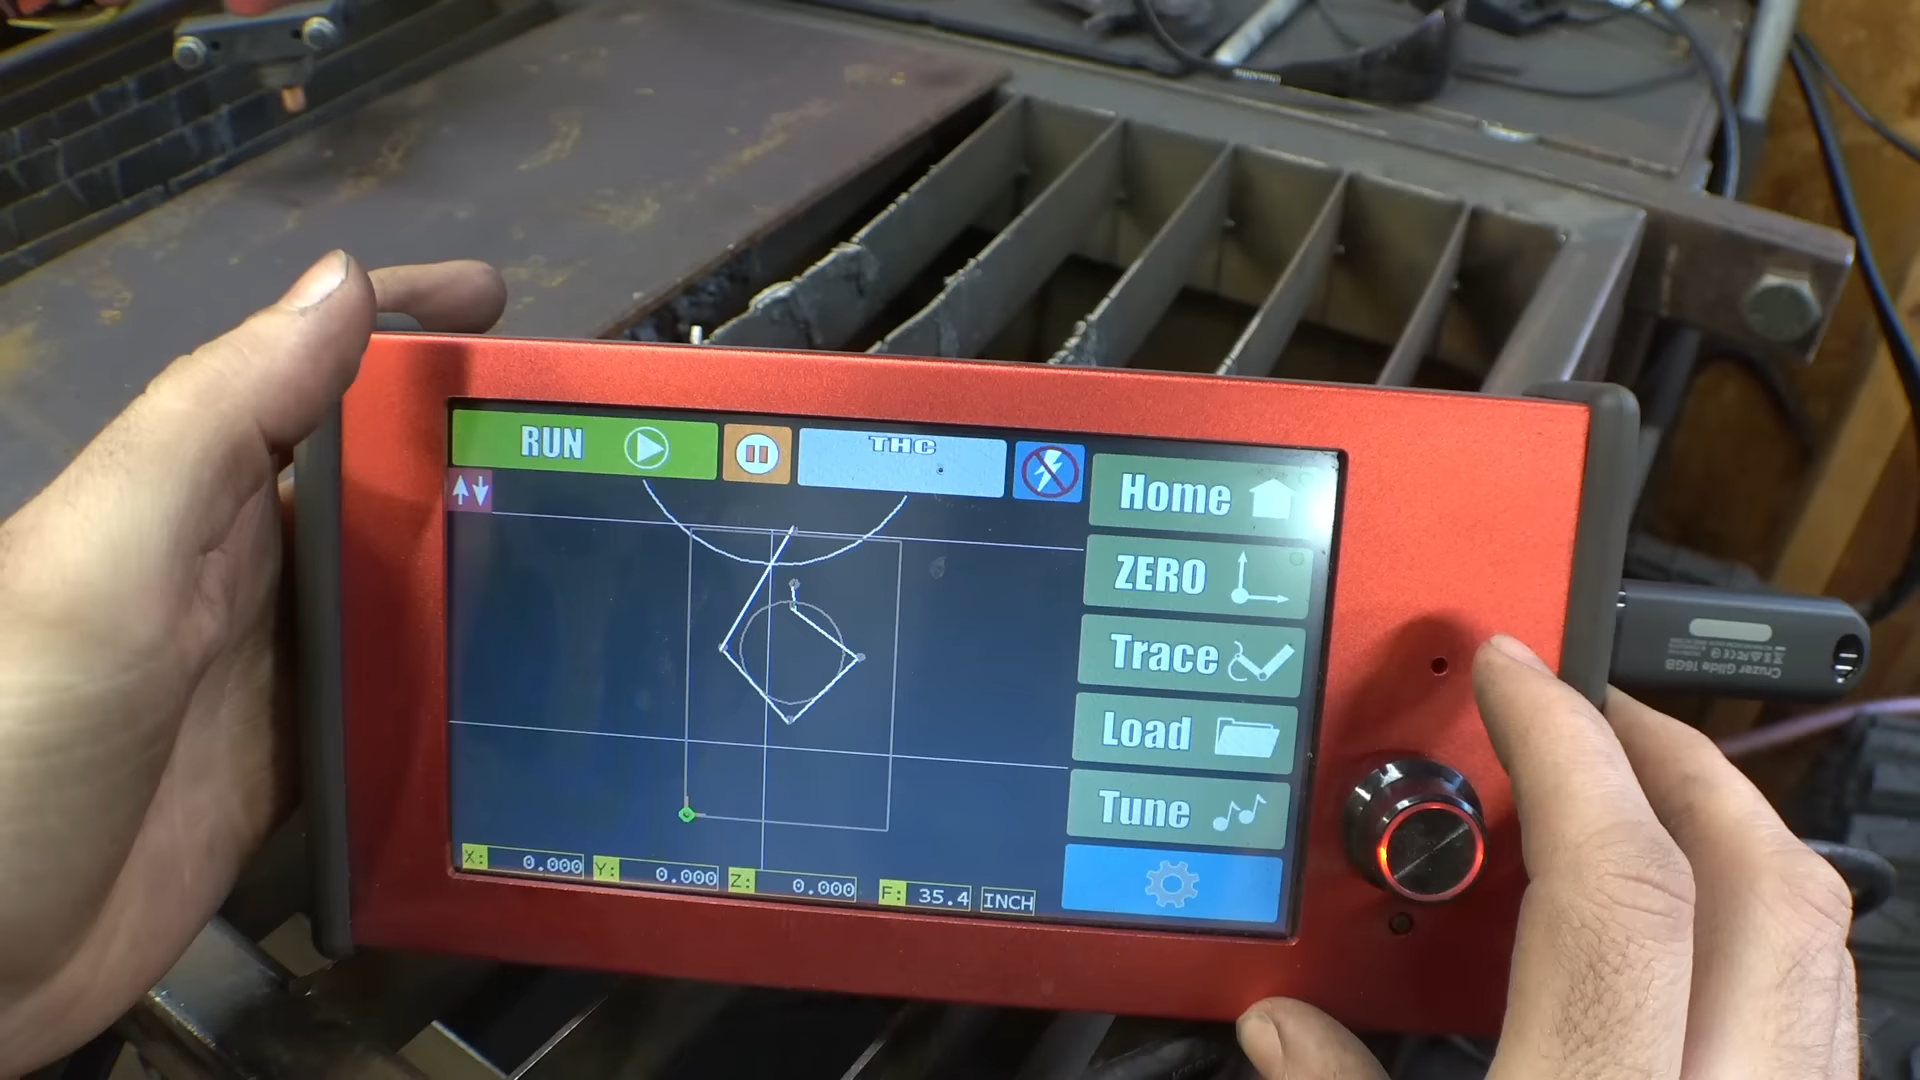 RUN
THC
Home
ZERO
Trace
Load
Tune
X: 0.000
Y: 0.000
Z: 0.000
F: 35.4 INCH
Cruzer Glide 16GB